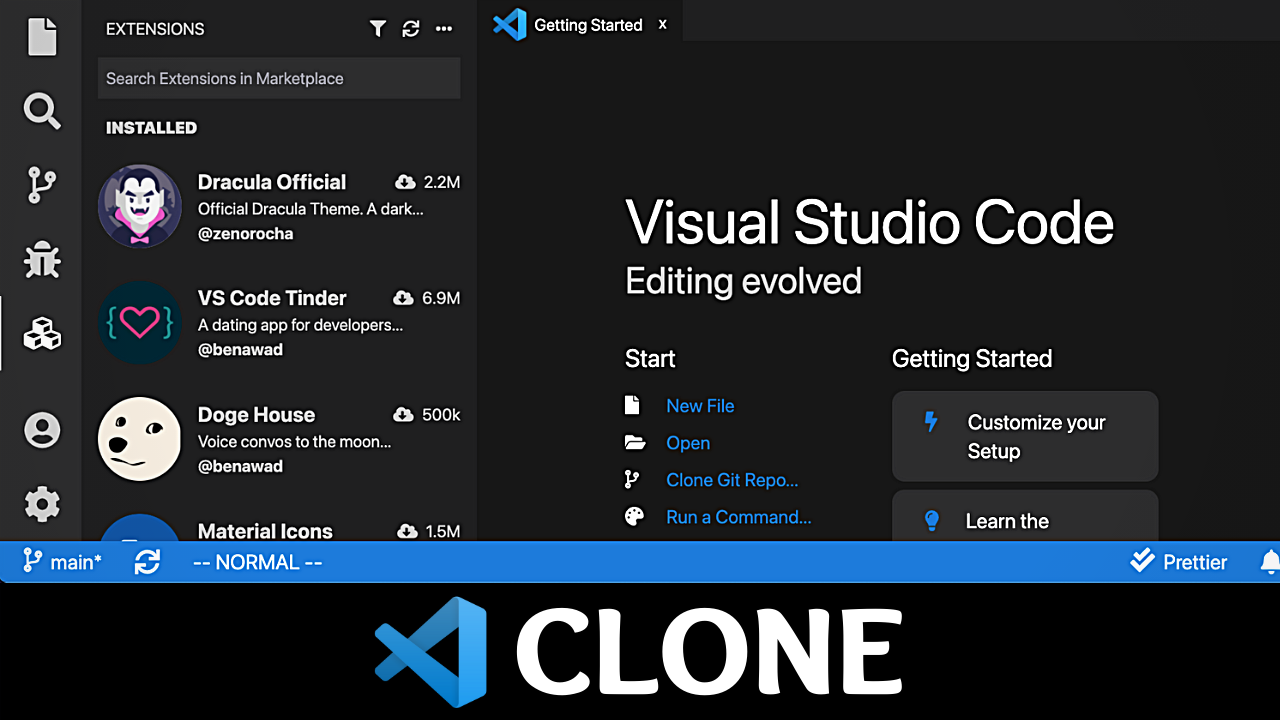 EXTENSIONS
Search Extensions in Marketplace
INSTALLED
Dracula Official 2.2M
Official Dracula Theme. A dark...
@zenorocha
VS Code Tinder 6.9M
A dating app for developers...
@benawad
Doge House 500k
Voice convos to the moon...
@benawad
Material Icons 1.5M
Getting Started x
Visual Studio Code
Editing evolved
Start
New File
Open
Clone Git Repo...
Run a Command...
Getting Started
Customize your
Setup
Learn the
main* -- NORMAL -- Prettier
CLONE